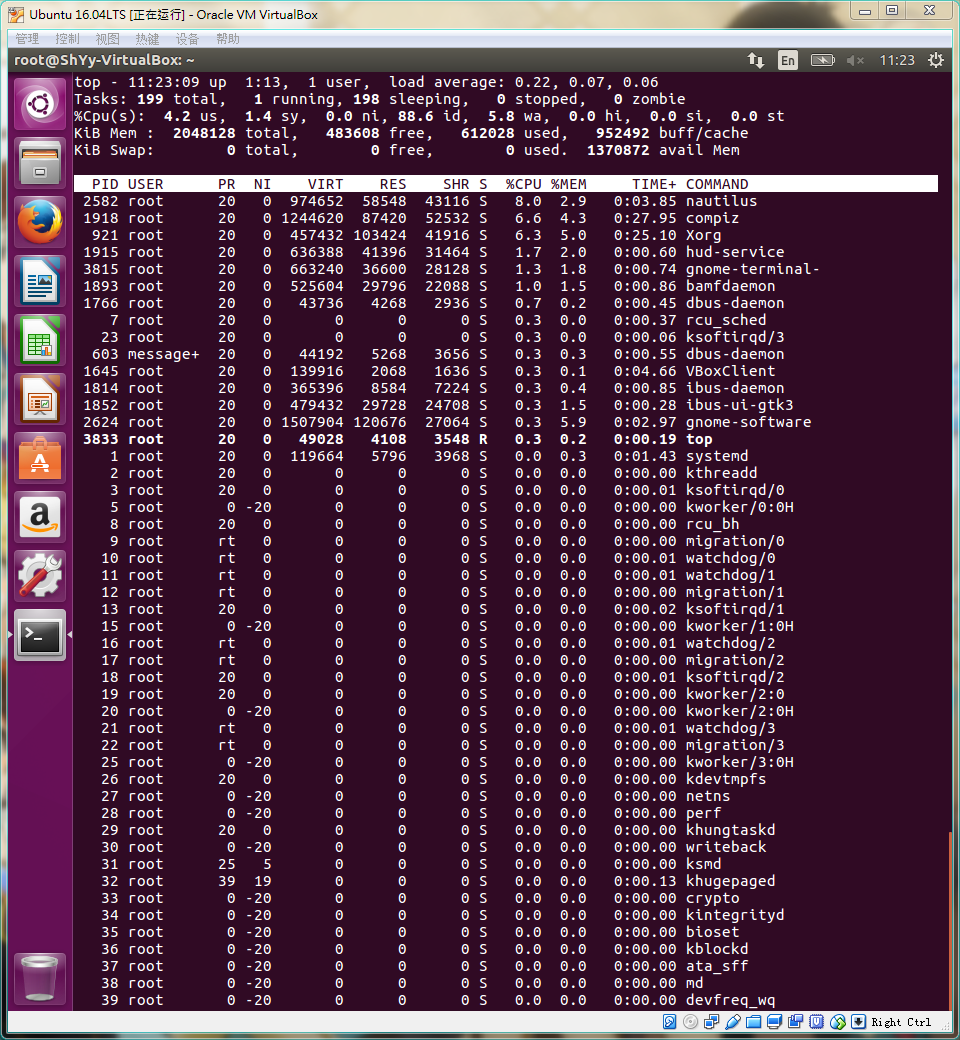 Ubuntu 16.04LTS [正在运行] - Oracle VM VirtualBox
管理 控制 视图 热键 设备 帮助
root@ShYy-VirtualBox: ~ En 11:23
top - 11:23:09 up  1:13,  1 user,  load average: 0.22, 0.07, 0.06
Tasks: 199 total,   1 running, 198 sleeping,   0 stopped,   0 zombie
%Cpu(s):  4.2 us,  1.4 sy,  0.0 ni, 88.6 id,  5.8 wa,  0.0 hi,  0.0 si,  0.0 st
KiB Mem :  2048128 total,   483608 free,   612028 used,   952492 buff/cache
KiB Swap:        0 total,        0 free,        0 used.  1370872 avail Mem
PID USER PR NI VIRT RES SHR S %CPU %MEM TIME+ COMMAND
2582 root 20 0 974652 58548 43116 S 8.0 2.9 0:03.85 nautilus
1918 root 20 0 1244620 87420 52532 S 6.6 4.3 0:27.95 compiz
921 root 20 0 457432 103424 41916 S 6.3 5.0 0:25.10 Xorg
1915 root 20 0 636388 41396 31464 S 1.7 2.0 0:00.60 hud-service
3815 root 20 0 663240 36600 28128 S 1.3 1.8 0:00.74 gnome-terminal-
1893 root 20 0 525604 29796 22088 S 1.0 1.5 0:00.86 bamfdaemon
1766 root 20 0 43736 4268 2936 S 0.7 0.2 0:00.45 dbus-daemon
7 root 20 0 0 0 0 S 0.3 0.0 0:00.37 rcu_sched
23 root 20 0 0 0 0 S 0.3 0.0 0:00.06 ksoftirqd/3
603 message+ 20 0 44192 5268 3656 S 0.3 0.3 0:00.55 dbus-daemon
1645 root 20 0 139916 2068 1636 S 0.3 0.1 0:04.66 VBoxClient
1814 root 20 0 365396 8584 7224 S 0.3 0.4 0:00.85 ibus-daemon
1852 root 20 0 479432 29728 24708 S 0.3 1.5 0:00.28 ibus-ui-gtk3
2624 root 20 0 1507904 120676 27064 S 0.3 5.9 0:02.97 gnome-software
3833 root 20 0 49028 4108 3548 R 0.3 0.2 0:00.19 top
1 root 20 0 119664 5796 3968 S 0.0 0.3 0:01.43 systemd
2 root 20 0 0 0 0 S 0.0 0.0 0:00.00 kthreadd
3 root 20 0 0 0 0 S 0.0 0.0 0:00.01 ksoftirqd/0
5 root 0 -20 0 0 0 S 0.0 0.0 0:00.00 kworker/0:0H
8 root 20 0 0 0 0 S 0.0 0.0 0:00.00 rcu_bh
9 root rt 0 0 0 0 S 0.0 0.0 0:00.00 migration/0
10 root rt 0 0 0 0 S 0.0 0.0 0:00.01 watchdog/0
11 root rt 0 0 0 0 S 0.0 0.0 0:00.01 watchdog/1
12 root rt 0 0 0 0 S 0.0 0.0 0:00.00 migration/1
13 root 20 0 0 0 0 S 0.0 0.0 0:00.02 ksoftirqd/1
15 root 0 -20 0 0 0 S 0.0 0.0 0:00.00 kworker/1:0H
16 root rt 0 0 0 0 S 0.0 0.0 0:00.01 watchdog/2
17 root rt 0 0 0 0 S 0.0 0.0 0:00.00 migration/2
18 root 20 0 0 0 0 S 0.0 0.0 0:00.01 ksoftirqd/2
19 root 20 0 0 0 0 S 0.0 0.0 0:00.00 kworker/2:0
20 root 0 -20 0 0 0 S 0.0 0.0 0:00.00 kworker/2:0H
21 root rt 0 0 0 0 S 0.0 0.0 0:00.01 watchdog/3
22 root rt 0 0 0 0 S 0.0 0.0 0:00.00 migration/3
25 root 0 -20 0 0 0 S 0.0 0.0 0:00.00 kworker/3:0H
26 root 20 0 0 0 0 S 0.0 0.0 0:00.00 kdevtmpfs
27 root 0 -20 0 0 0 S 0.0 0.0 0:00.00 netns
28 root 0 -20 0 0 0 S 0.0 0.0 0:00.00 perf
29 root 20 0 0 0 0 S 0.0 0.0 0:00.00 khungtaskd
30 root 0 -20 0 0 0 S 0.0 0.0 0:00.00 writeback
31 root 25 5 0 0 0 S 0.0 0.0 0:00.00 ksmd
32 root 39 19 0 0 0 S 0.0 0.0 0:00.13 khugepaged
33 root 0 -20 0 0 0 S 0.0 0.0 0:00.00 crypto
34 root 0 -20 0 0 0 S 0.0 0.0 0:00.00 kintegrityd
35 root 0 -20 0 0 0 S 0.0 0.0 0:00.00 bioset
36 root 0 -20 0 0 0 S 0.0 0.0 0:00.00 kblockd
37 root 0 -20 0 0 0 S 0.0 0.0 0:00.00 ata_sff
38 root 0 -20 0 0 0 S 0.0 0.0 0:00.00 md
39 root 0 -20 0 0 0 S 0.0 0.0 0:00.00 devfreq_wq
Right Ctrl